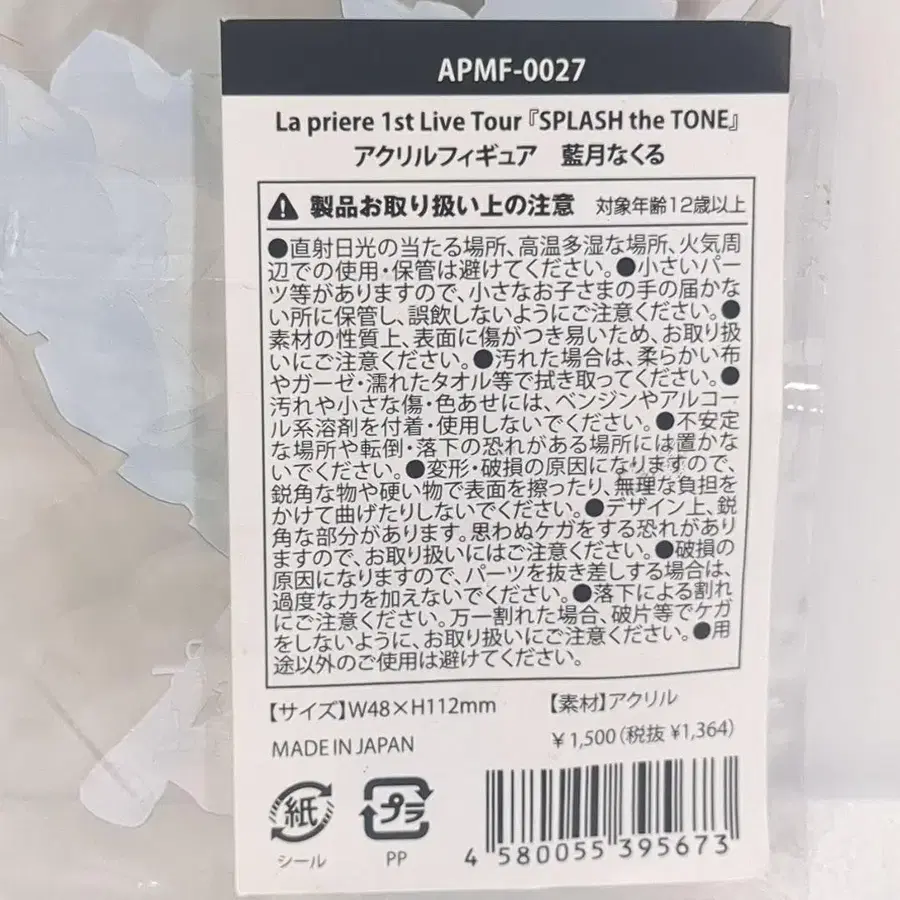 APMF-0027
La priere 1st Live Tour『SPLASH the TONE』
アクリルフィギュア　藍月なくる
製品お取り扱い上の注意　対象年齢12歳以上
●直射日光の当たる場所、高温多湿な場所、火気周
辺での使用・保管は避けてください。●小さいパー
ツ等がありますので、小さなお子さまの手の届かな
い所に保管し、誤飲しないようにご注意ください。●
素材の性質上、表面に傷がつき易いため、お取り扱
いにご注意ください。●汚れた場合は、柔らかい布
やガーゼ・濡れたタオル等で拭き取ってください。●
汚れや小さな傷・色あせには、ベンジンやアルコー
ル系溶剤を付着・使用しないでください。●不安定
な場所や転倒・落下の恐れがある場所には置かな
いでください。●変形・破損の原因になりますので、
鋭角な物や硬い物で表面を擦ったり、無理な負担を
かけて曲げたりしないでください。●デザイン上、鋭
角な部分があります。思わぬケガをする恐れがあり
ますので、お取り扱いにはご注意ください。●破損の
原因になりますので、パーツを抜き差しする場合は、
過度な力を加えないでください。●落下による割れ
にご注意ください。万一割れた場合、破片等でケガ
をしないように、お取り扱いにご注意ください。●用
途以外のご使用は避けてください。
【サイズ】W48×H112mm　【素材】アクリル
MADE IN JAPAN　¥1,500(税抜 ¥1,364)
紙　プラ
シール　PP
4 580055 395673